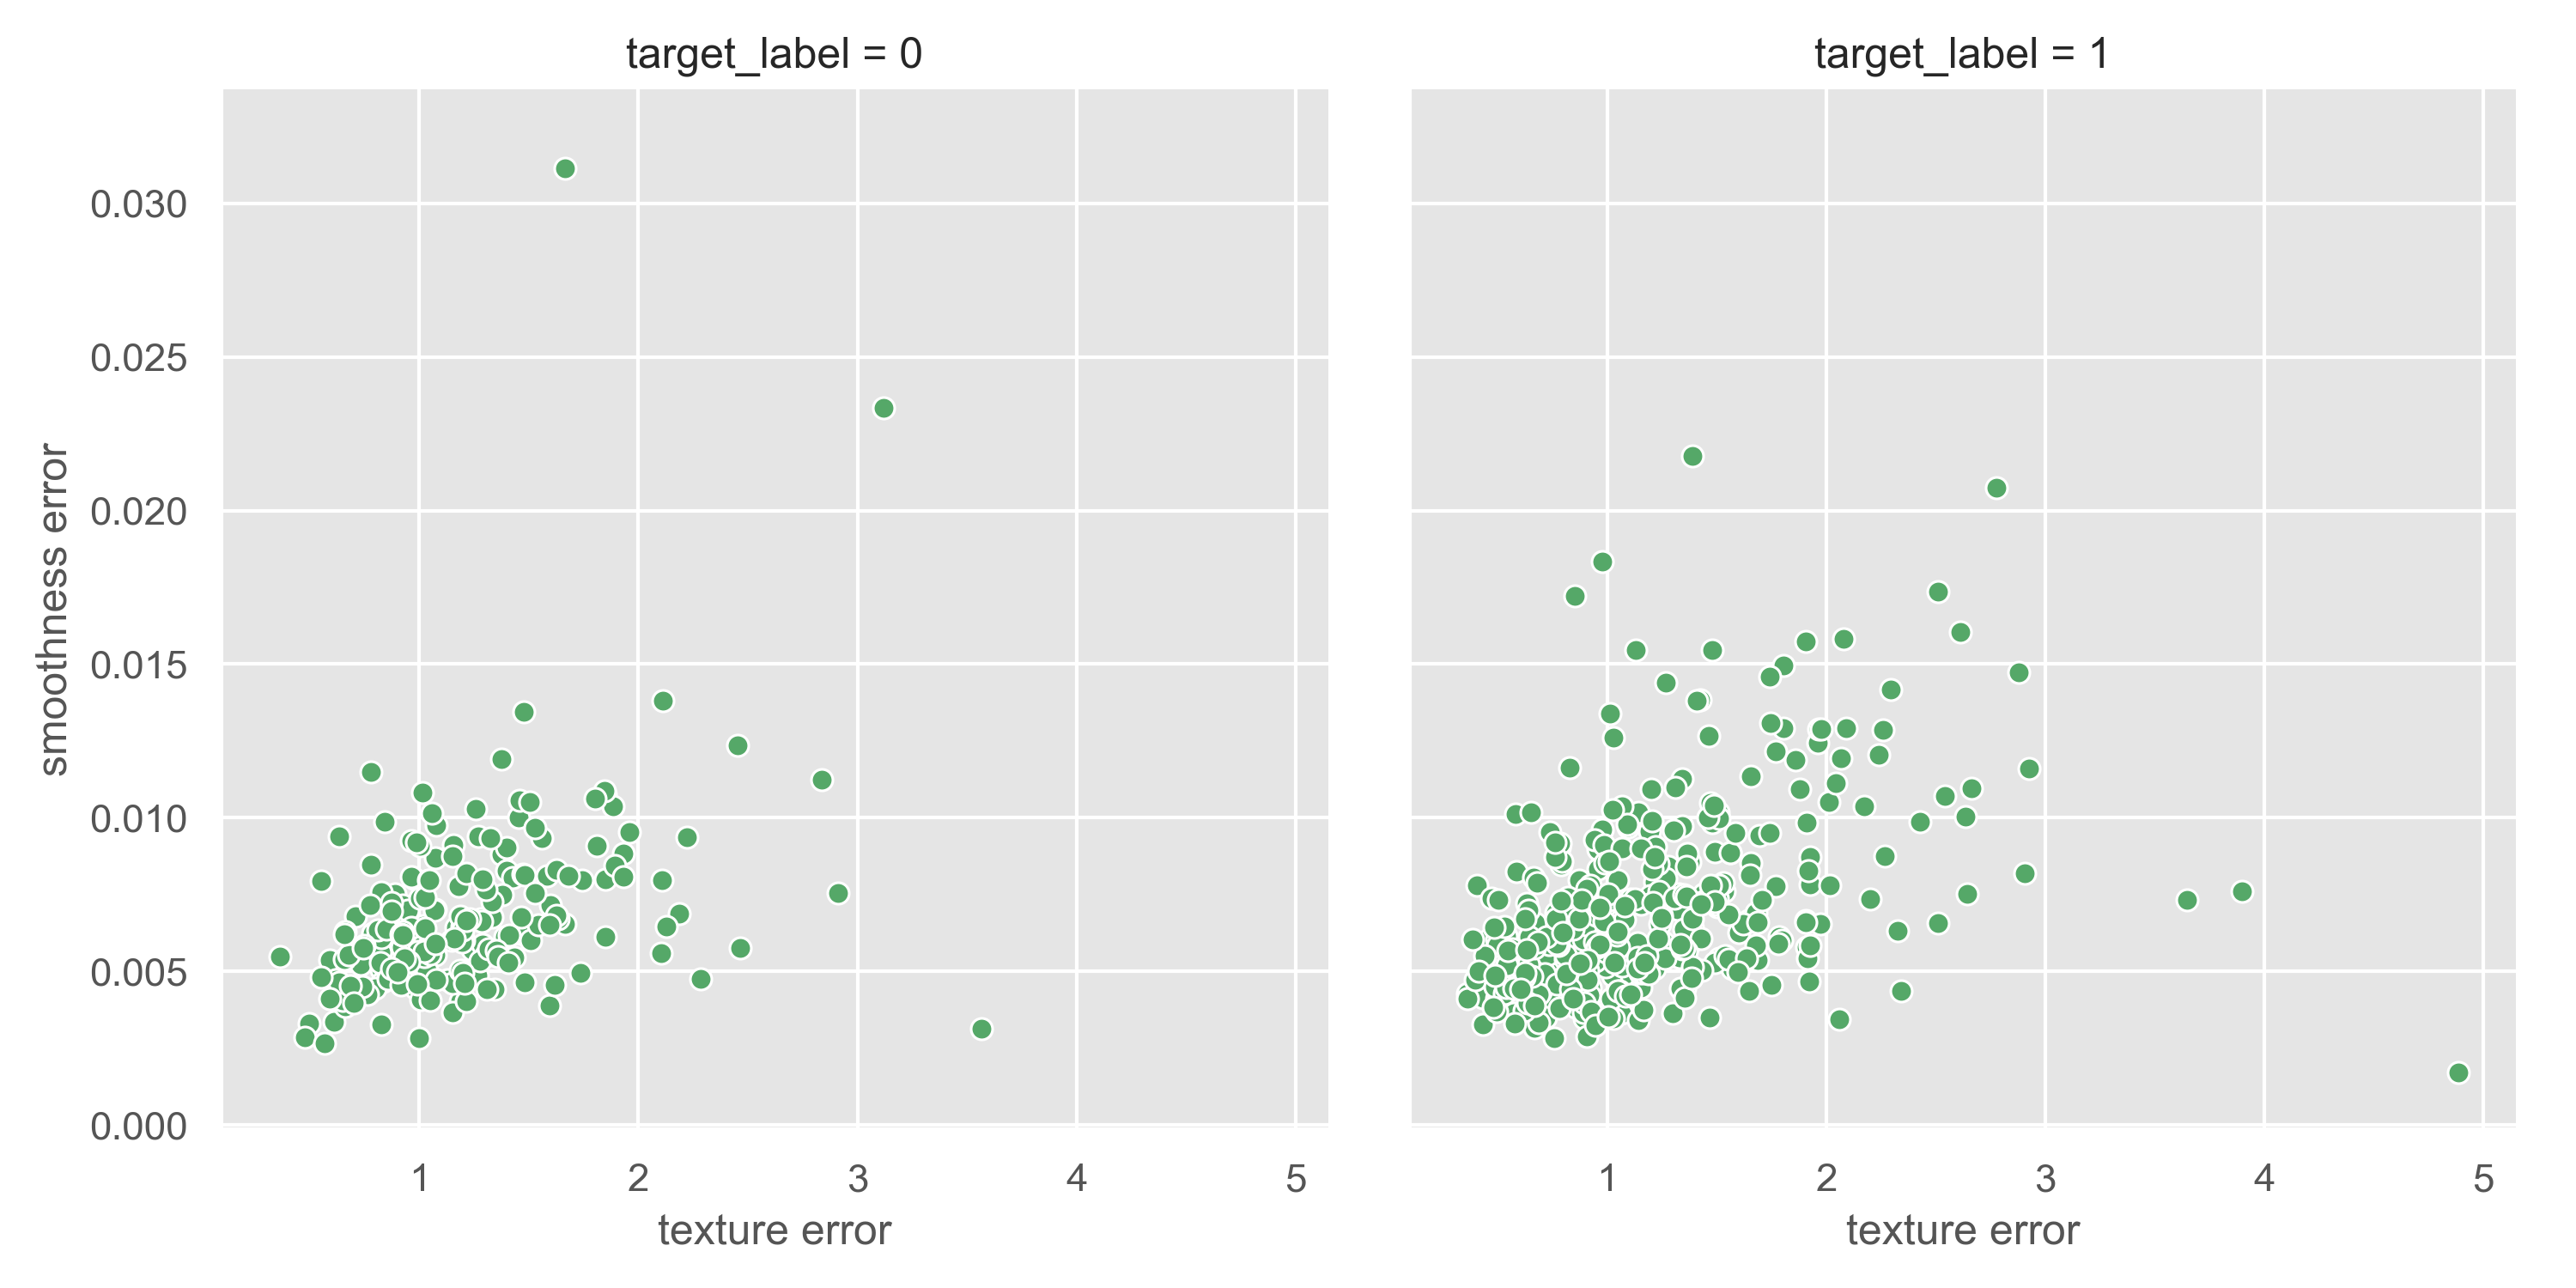 target_label = 0
target_label = 1
smoothness error
0.030
0.025
0.020
0.015
0.010
0.005
0.000
1 2 3 4 5
1 2 3 4 5
texture error
texture error